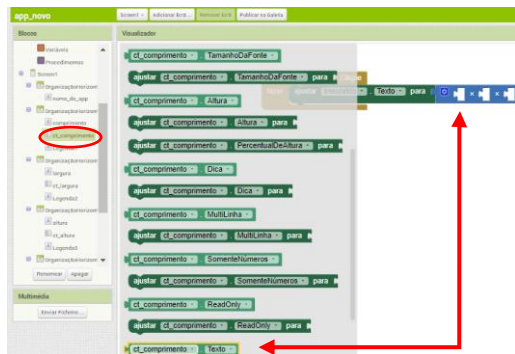 app_novo
Screen1 Adicionar Ecrã... Remover Ecrã Publicar na Galeria
Blocos
Visualizador
Variáveis
Procedimentos
Screen1
nome_do_app
comprimento
ct_comprimento
largura
ct_largura
Legenda2
altura
ct_altura
Legenda3
Renomear Apagar
Multimédia
Enviar Ficheiro ...
ct_comprimento . TamanhoDaFonte
ajustar ct_comprimento . TamanhoDaFonte para
ct_comprimento . Altura
ajustar ct_comprimento . Altura para
ajustar ct_comprimento . PercentualDeAltura para
ct_comprimento . Dica
ajustar ct_comprimento . Dica para
ct_comprimento . MultiLinha
ajustar ct_comprimento . MultiLinha para
ct_comprimento . SomenteNúmeros
ajustar ct_comprimento . SomenteNúmeros para
ct_comprimento . ReadOnly
ajustar ct_comprimento . ReadOnly para
ct_comprimento . Texto
. Texto para × ×